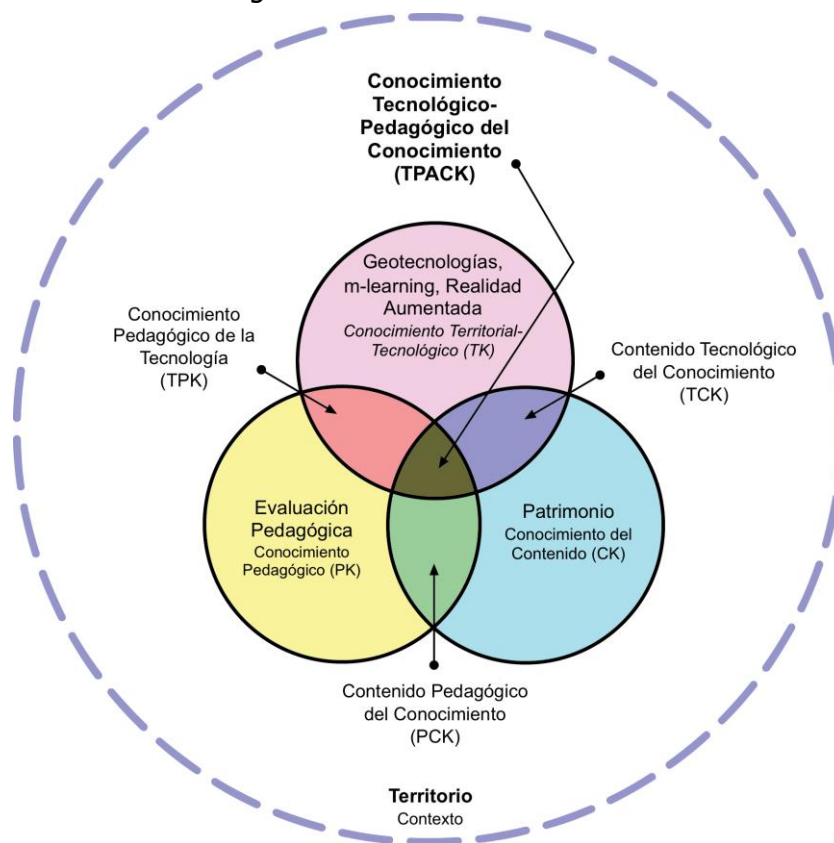 Conocimiento
Tecnológico-
Pedagógico del
Conocimiento
(TPACK)
Geotecnologías,
m-learning, Realidad
Aumentada
Conocimiento Territorial-
Tecnológico (TK)
Conocimiento
Pedagógico de la
Tecnología
(TPK)
Contenido Tecnológico
del Conocimiento
(TCK)
Evaluación
Pedagógica
Conocimiento
Pedagógico (PK)
Patrimonio
Conocimiento del
Contenido (CK)
Contenido Pedagógico
del Conocimiento
(PCK)
Territorio
Contexto